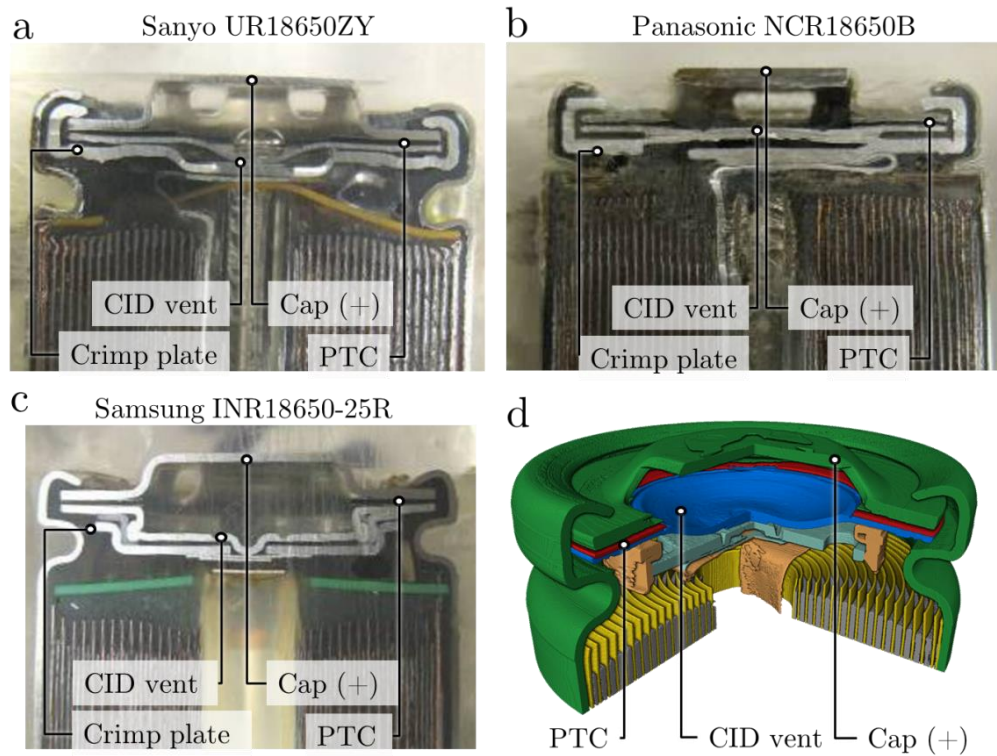 a
Sanyo UR18650ZY
CID vent
Cap (+)
Crimp plate
PTC
b
Panasonic NCR18650B
CID vent
Cap (+)
Crimp plate
PTC
c
Samsung INR18650-25R
CID vent
Cap (+)
Crimp plate
PTC
d
PTC
CID vent
Cap (+)